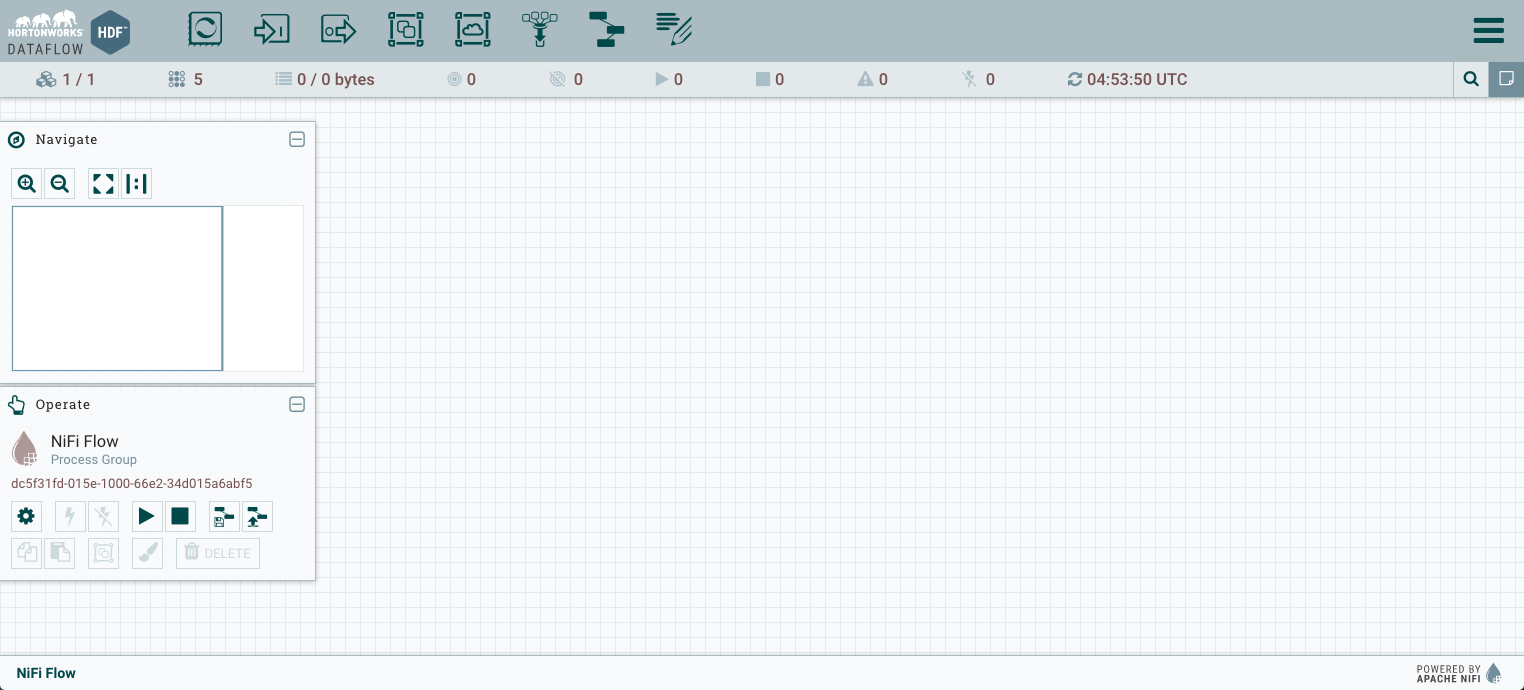 HORTONWORKS
DATAFLOW
HDF™
1 / 1
5
0 / 0 bytes
0
0
0
0
0
0
04:53:50 UTC
Navigate
Operate
NiFi Flow
Process Group
dc5f31fd-015e-1000-66e2-34d015a6abf5
DELETE
NiFi Flow
POWERED BY
APACHE NIFI